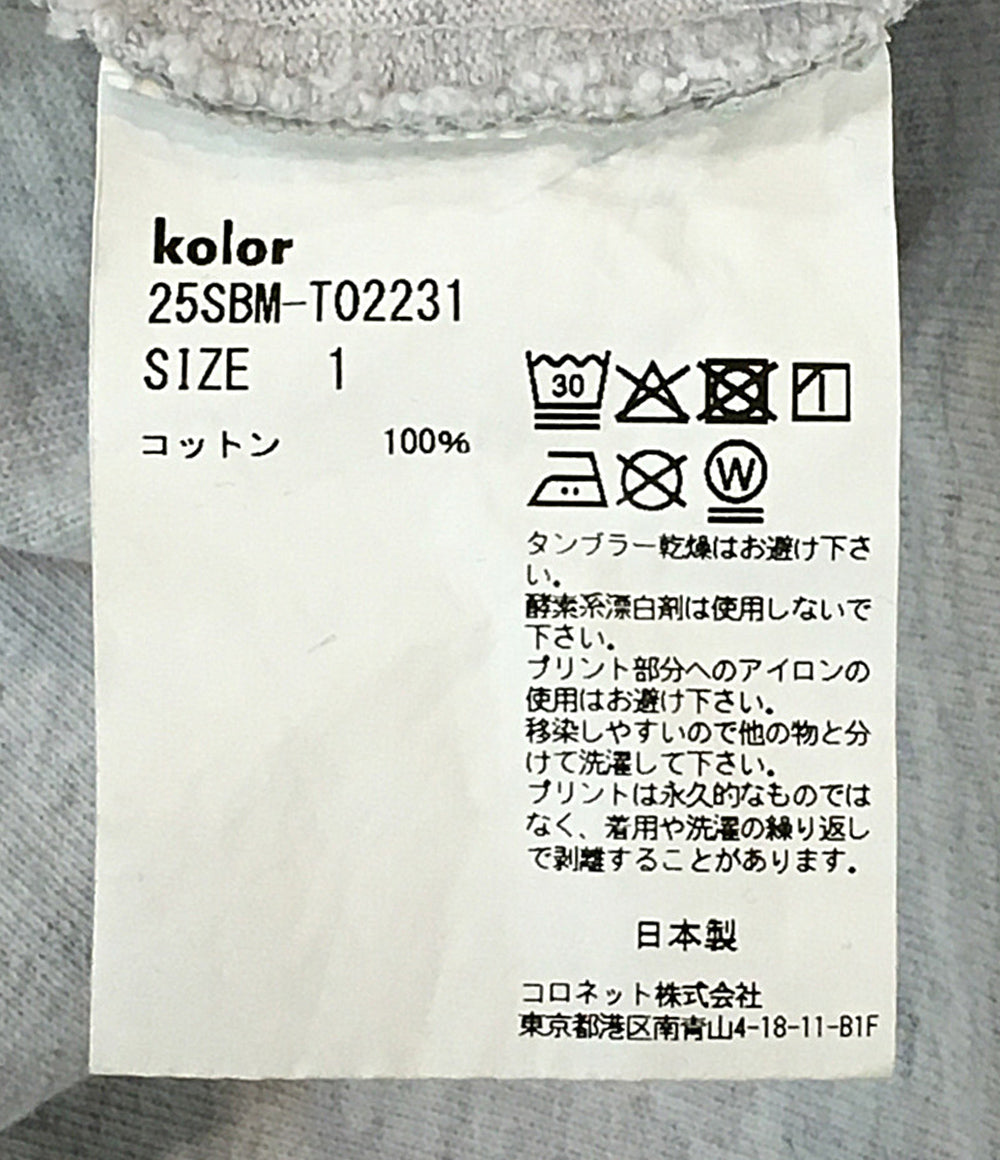 kolor
25SBM-T02231
SIZE 1
コットン 100%
30
W
タンブラー乾燥はお避け下さ
い。
酵素系漂白剤は使用しないで
下さい。
プリント部分へのアイロンの
使用はお避け下さい。
移染しやすいので他の物と分
けて洗濯して下さい。
プリントは永久的なものでは
なく、着用や洗濯の繰り返し
で剥離することがあります。
日本製
コロネット株式会社
東京都港区南青山4-18-11-B1F